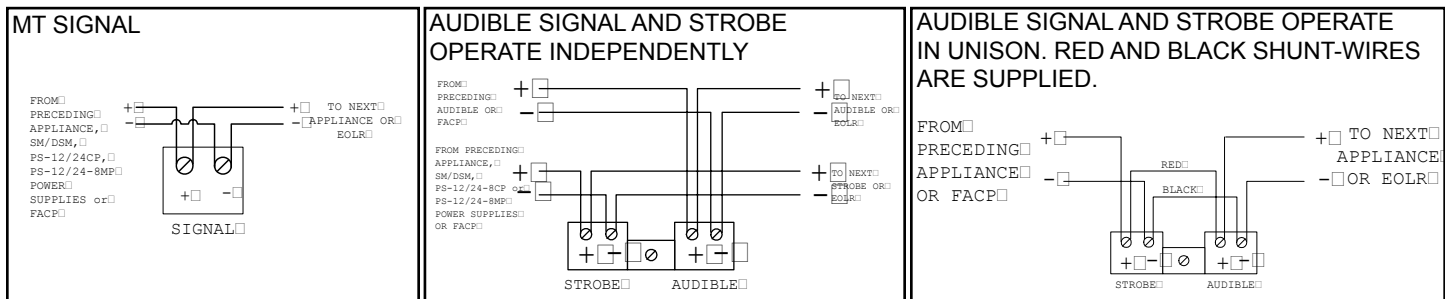 MT SIGNAL
FROM
PRECEDING
APPLIANCE,
SM/DSM,
PS-12/24CP,
PS-12/24-8MP
POWER
SUPPLIES or
FACP
+
-
+
-
TO NEXT
APPLIANCE OR
EOLR
+ -
SIGNAL
AUDIBLE SIGNAL AND STROBE
OPERATE INDEPENDENTLY
FROM
PRECEDING
AUDIBLE OR
FACP
+
-
+
-
TO NEXT
AUDIBLE OR
EOLR
FROM PRECEDING
APPLIANCE,
SM/DSM,
PS-12/24-8CP or
PS-12/24-8MP
POWER SUPPLIES
OR FACP
+
-
+
-
TO NEXT
STROBE OR
EOLR
+ - + -
STROBE AUDIBLE
AUDIBLE SIGNAL AND STROBE OPERATE
IN UNISON. RED AND BLACK SHUNT-WIRES
ARE SUPPLIED.
FROM
PRECEDING
APPLIANCE
OR FACP
+
-
RED
BLACK
+ TO NEXT
APPLIANCE
- OR EOLR
+ - + -
STROBE AUDIBLE